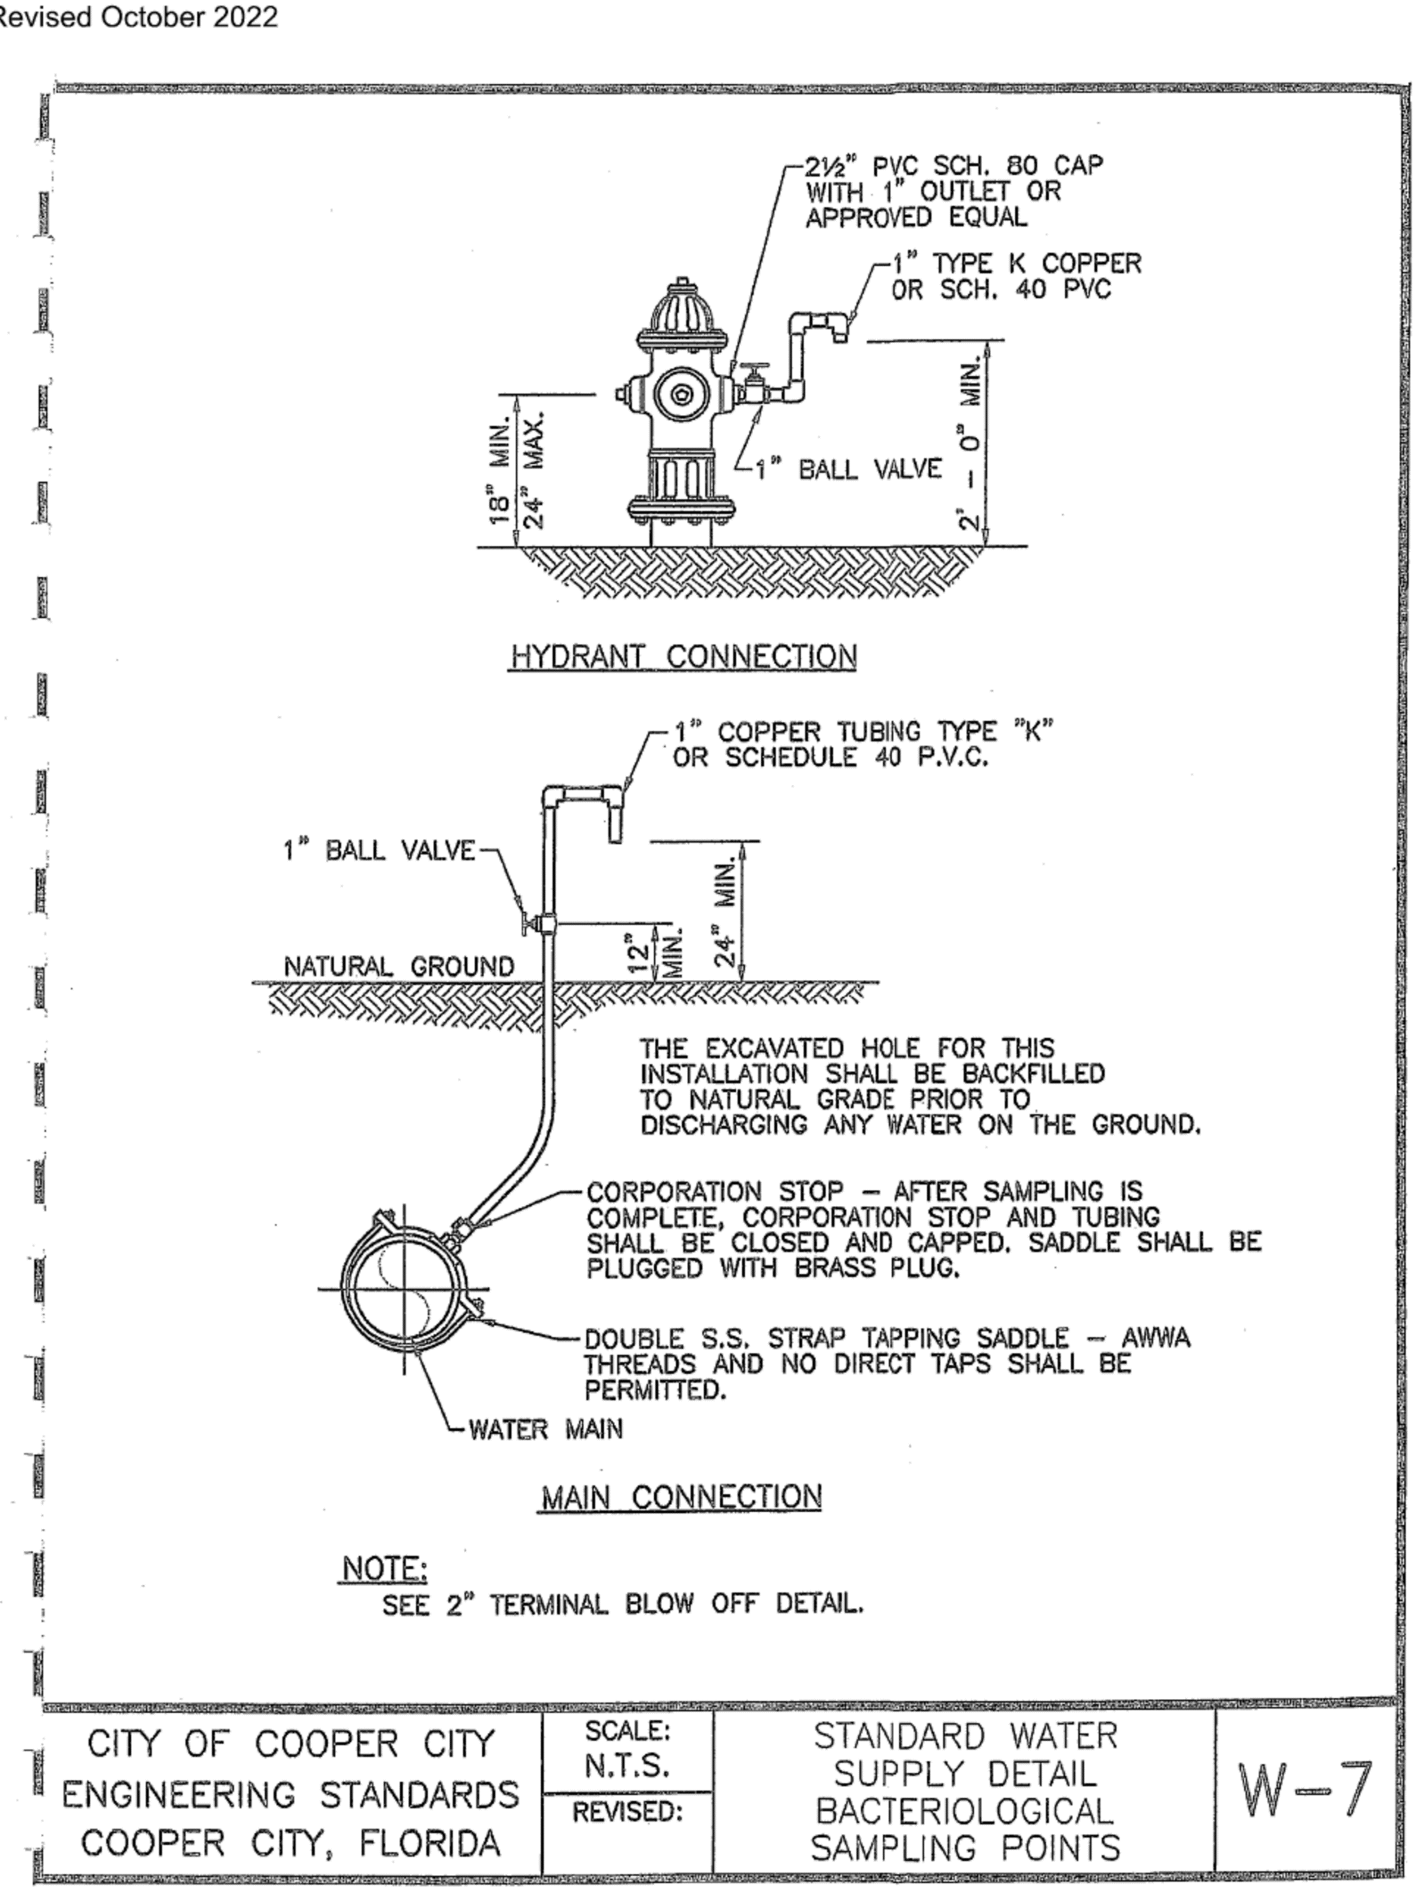 Revised October 2022
2½" PVC SCH. 80 CAP
WITH 1" OUTLET OR
APPROVED EQUAL
1" TYPE K COPPER
OR SCH. 40 PVC
18" MIN.
24" MAX.
1" BALL VALVE
2' - 0" MIN.
HYDRANT CONNECTION
1" COPPER TUBING TYPE "K"
OR SCHEDULE 40 P.V.C.
1" BALL VALVE
12"
MIN.
24" MIN.
NATURAL GROUND
THE EXCAVATED HOLE FOR THIS
INSTALLATION SHALL BE BACKFILLED
TO NATURAL GRADE PRIOR TO
DISCHARGING ANY WATER ON THE GROUND.
CORPORATION STOP - AFTER SAMPLING IS
COMPLETE, CORPORATION STOP AND TUBING
SHALL BE CLOSED AND CAPPED. SADDLE SHALL BE
PLUGGED WITH BRASS PLUG.
DOUBLE S.S. STRAP TAPPING SADDLE - AWWA
THREADS AND NO DIRECT TAPS SHALL BE
PERMITTED.
WATER MAIN
MAIN CONNECTION
NOTE:
SEE 2" TERMINAL BLOW OFF DETAIL.
CITY OF COOPER CITY
ENGINEERING STANDARDS
COOPER CITY, FLORIDA
SCALE:
N.T.S.
REVISED:
STANDARD WATER
SUPPLY DETAIL
BACTERIOLOGICAL
SAMPLING POINTS
W-7